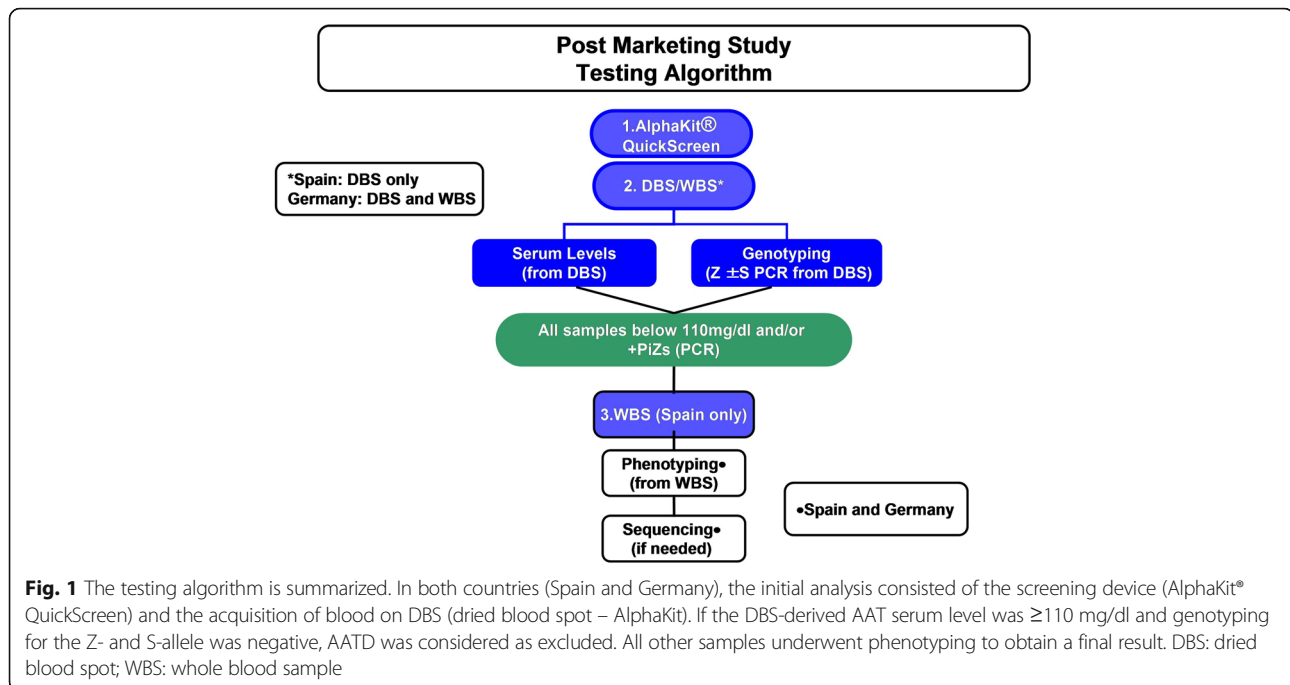 Post Marketing Study
Testing Algorithm
1.AlphaKit®
QuickScreen
*Spain: DBS only
Germany: DBS and WBS
2. DBS/WBS*
Serum Levels
(from DBS)
Genotyping
(Z ±S PCR from DBS)
All samples below 110mg/dl and/or
+PiZs (PCR)
3.WBS (Spain only)
Phenotyping•
(from WBS)
•Spain and Germany
Sequencing•
(if needed)
Fig. 1 The testing algorithm is summarized. In both countries (Spain and Germany), the initial analysis consisted of the screening device (AlphaKit®
QuickScreen) and the acquisition of blood on DBS (dried blood spot – AlphaKit). If the DBS-derived AAT serum level was ≥110 mg/dl and genotyping
for the Z- and S-allele was negative, AATD was considered as excluded. All other samples underwent phenotyping to obtain a final result. DBS: dried
blood spot; WBS: whole blood sample